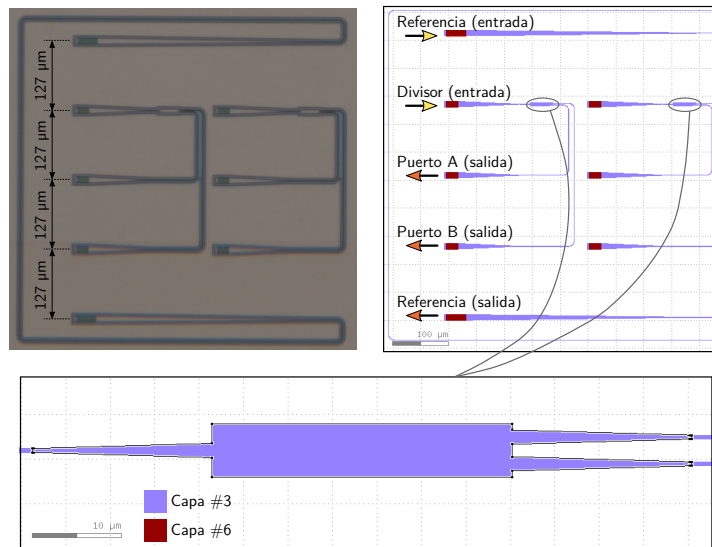 127 μm
127 μm
127 μm
127 μm
Referencia (entrada)
Divisor (entrada)
Puerto A (salida)
Puerto B (salida)
Referencia (salida)
100 μm
10 μm
Capa #3
Capa #6